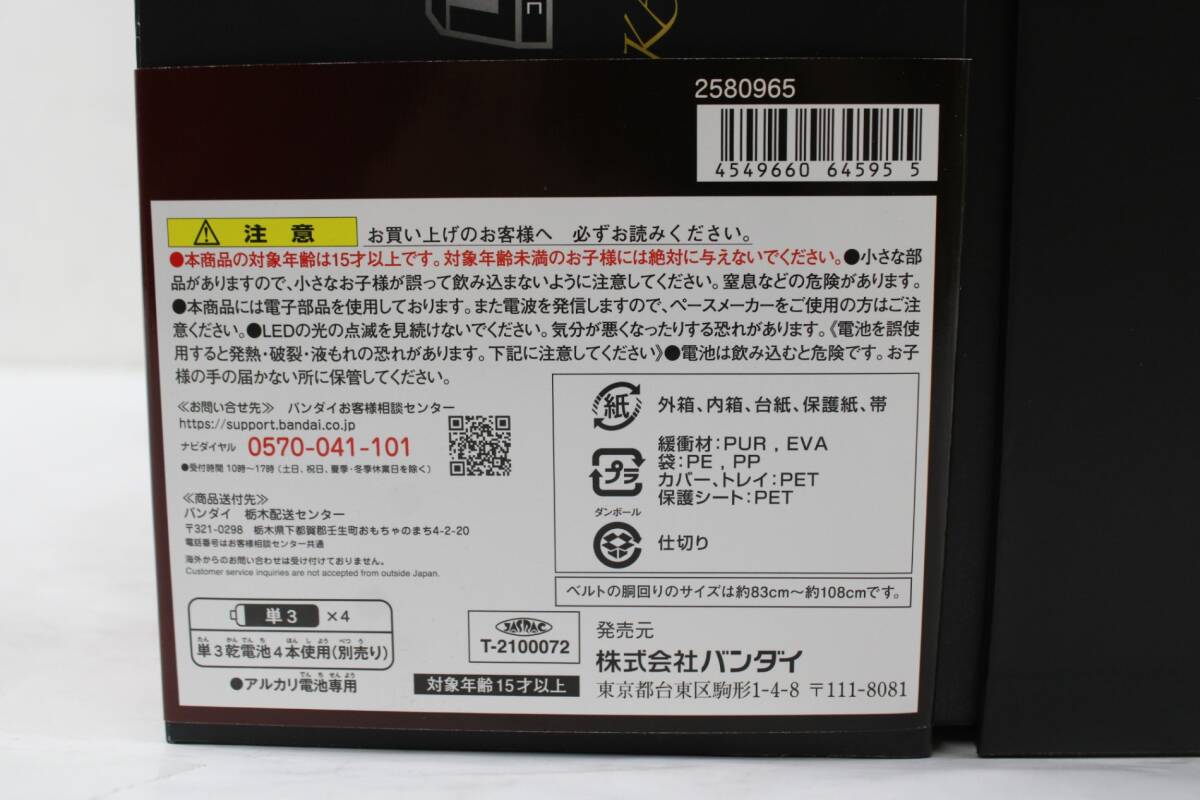 2580965
4549660 64595 5
注意 お買い上げのお客様へ 必ずお読みください。
●本商品の対象年齢は15才以上です。対象年齢未満のお子様には絶対に与えないでください。●小さな部
品がありますので、小さなお子様が誤って飲み込まないように注意してください。窒息などの危険があります。
●本商品には電子部品を使用しております。また電波を発信しますので、ペースメーカーをご使用の方はご注
意ください。●LEDの光の点滅を見続けないでください。気分が悪くなったりする恐れがあります。《電池を誤使
用すると発熱・破裂・液もれの恐れがあります。下記に注意してください》●電池は飲み込むと危険です。お子
様の手の届かない所に保管してください。
≪お問い合せ先≫ バンダイお客様相談センター
https://support.bandai.co.jp
ナビダイヤル 0570-041-101
●受付時間 10時〜17時(土日、祝日、夏季・冬季休業日を除く)
≪商品送付先≫
バンダイ 栃木配送センター
〒321-0298 栃木県下都賀郡壬生町おもちゃのまち4-2-20
電話番号はお客様相談センター共通
海外からのお問い合わせは受け付けておりません。
Customer service inquiries are not accepted from outside Japan.
紙 外箱、内箱、台紙、保護紙、帯
プラ 緩衝材:PUR , EVA
袋:PE , PP
カバー、トレイ:PET
保護シート:PET
ダンボール
仕切り
ベルトの胴回りのサイズは約83cm〜約108cmです。
単3 ×4
たん かんでんち ほんしよう べつう
単3乾電池4本使用(別売り)
でんちせんよう
●アルカリ電池専用
JASRAC
T-2100072
対象年齢15才以上
発売元
株式会社バンダイ
東京都台東区駒形1-4-8 〒111-8081